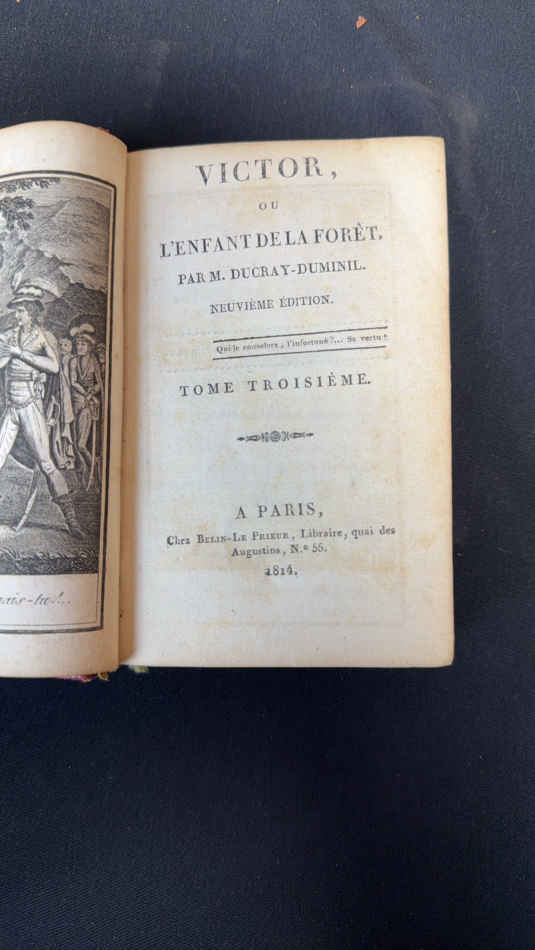 VICTOR,
OU
L'ENFANT DE LA FORÊT,
PAR M. DUCRAY-DUMINIL.
NEUVIÈME ÉDITION.
Qui le consolera, l'infortuné?... Sa vertu!
TOME TROISIÈME.
A PARIS,
Chez BELIN-LE PRIEUR, Libraire, quai des
Augustins, N.º 55.
1814.